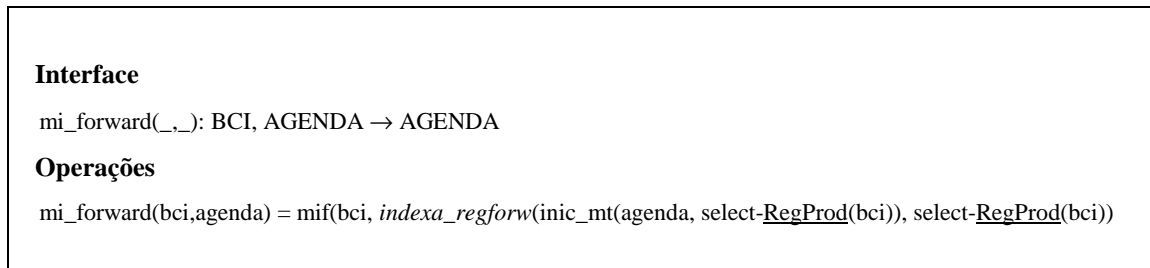 Interface
mi_forward(_,_): BCI, AGENDA → AGENDA
Operações
mi_forward(bci,agenda) = mif(bci, indexa_regforw(inic_mt(agenda, select-RegProd(bci)), select-RegProd(bci))